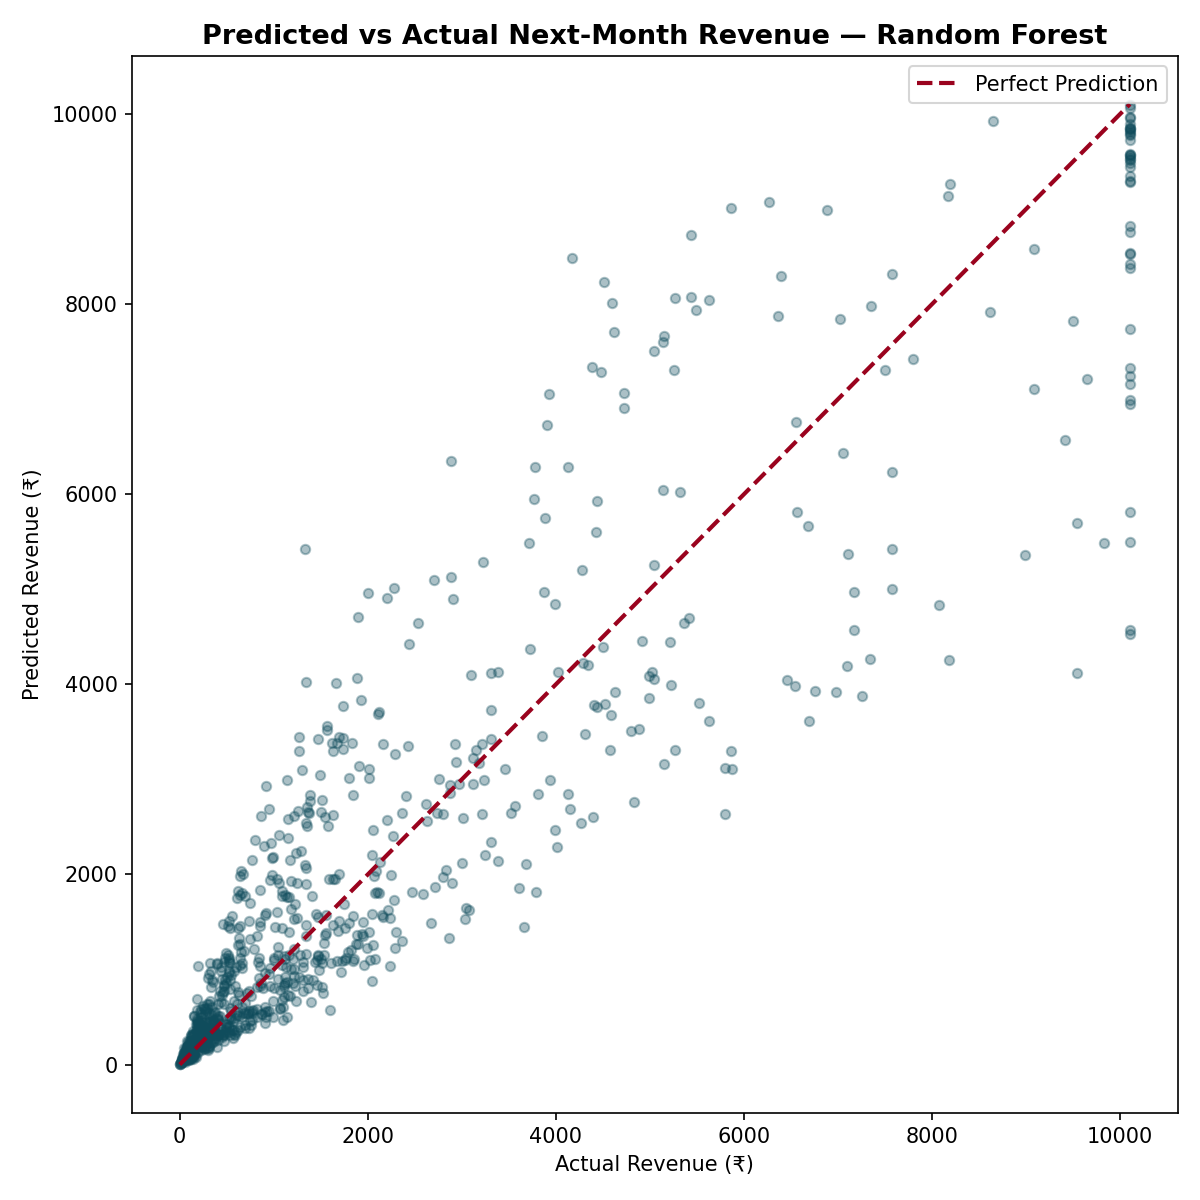 Predicted vs Actual Next-Month Revenue — Random Forest
Perfect Prediction
10000
8000
6000
4000
2000
0
Predicted Revenue (₹)
0 2000 4000 6000 8000 10000
Actual Revenue (₹)